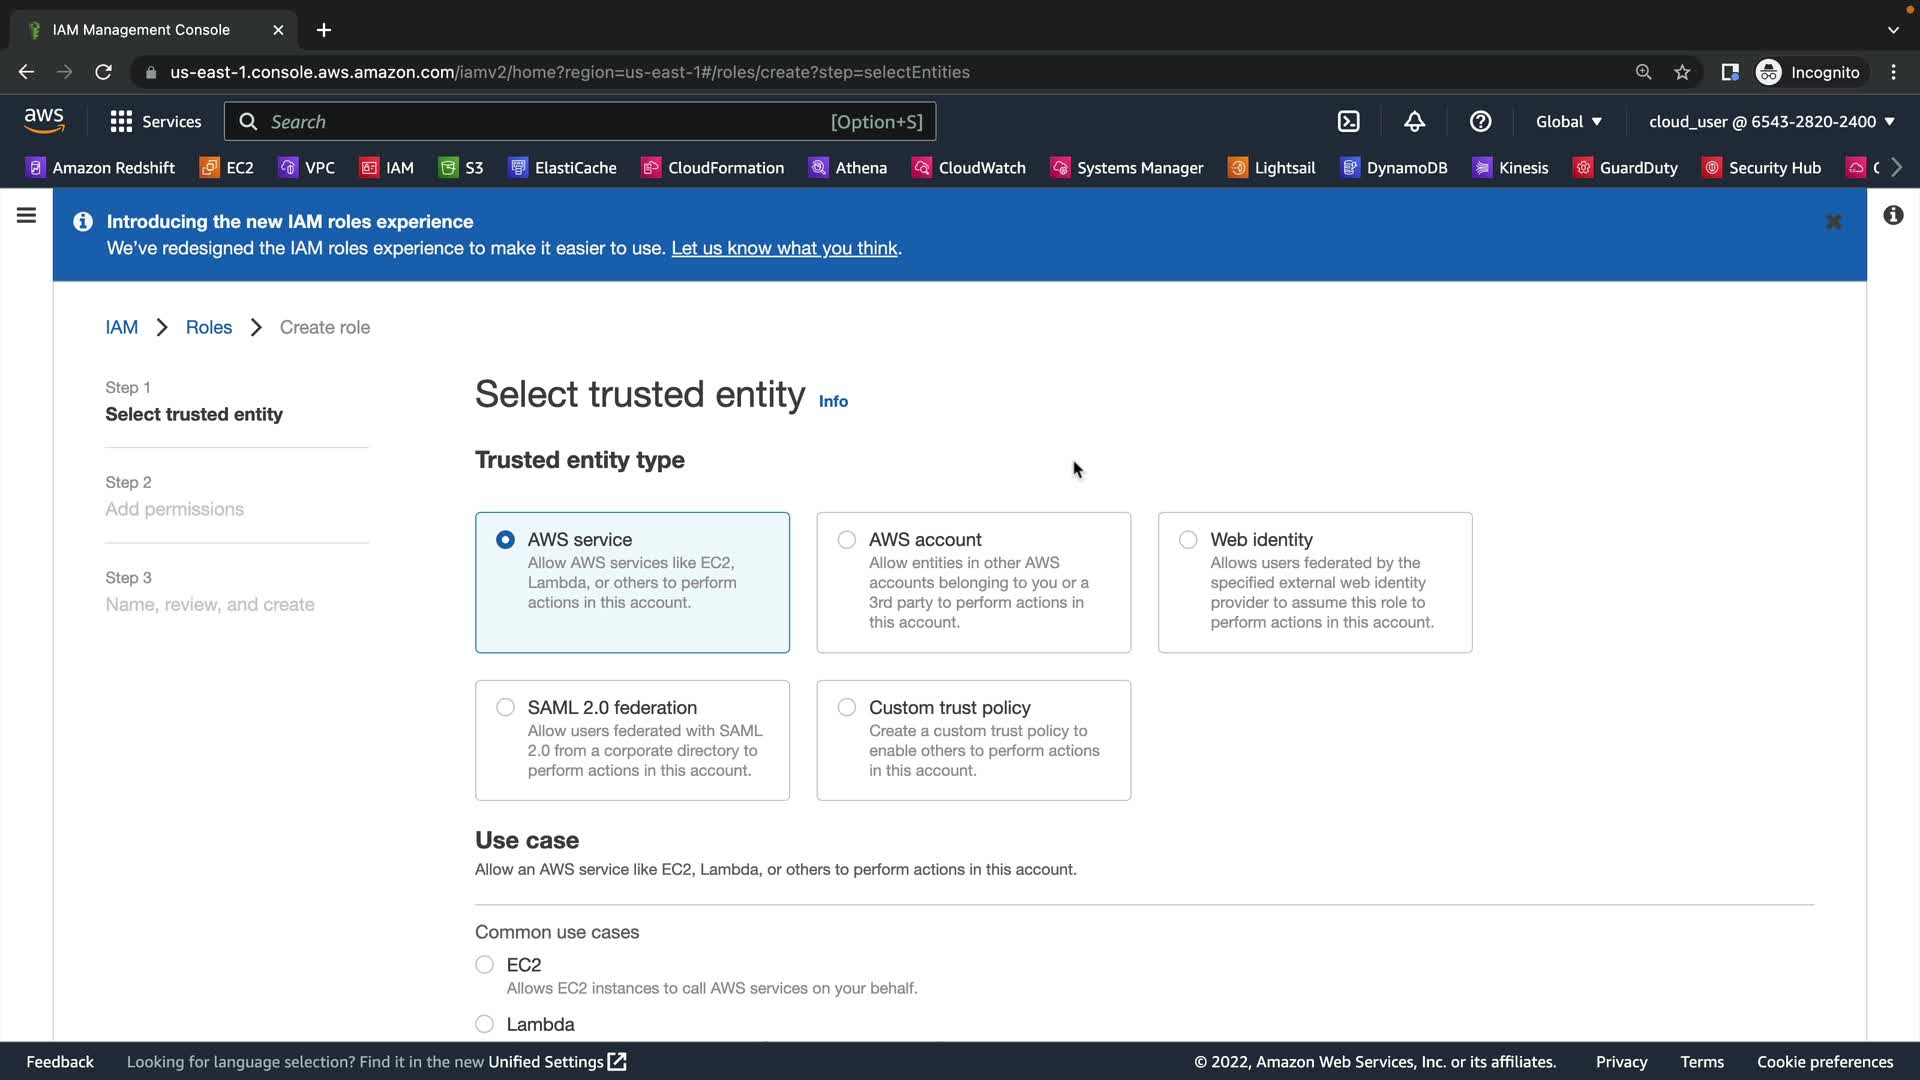 IAM Management Console
us-east-1.console.aws.amazon.com/iamv2/home?region=us-east-1#/roles/create?step=selectEntities
Incognito
aws
Services
Search
[Option+S]
Global
cloud_user @ 6543-2820-2400
Amazon Redshift
EC2
VPC
IAM
S3
ElastiCache
CloudFormation
Athena
CloudWatch
Systems Manager
Lightsail
DynamoDB
Kinesis
GuardDuty
Security Hub
Introducing the new IAM roles experience
We've redesigned the IAM roles experience to make it easier to use. Let us know what you think.
IAM
Roles
Create role
Step 1
Select trusted entity
Step 2
Add permissions
Step 3
Name, review, and create
Select trusted entity Info
Trusted entity type
AWS service
Allow AWS services like EC2,
Lambda, or others to perform
actions in this account.
AWS account
Allow entities in other AWS
accounts belonging to you or a
3rd party to perform actions in
this account.
Web identity
Allows users federated by the
specified external web identity
provider to assume this role to
perform actions in this account.
SAML 2.0 federation
Allow users federated with SAML
2.0 from a corporate directory to
perform actions in this account.
Custom trust policy
Create a custom trust policy to
enable others to perform actions
in this account.
Use case
Allow an AWS service like EC2, Lambda, or others to perform actions in this account.
Common use cases
EC2
Allows EC2 instances to call AWS services on your behalf.
Lambda
Feedback
Looking for language selection? Find it in the new Unified Settings
© 2022, Amazon Web Services, Inc. or its affiliates.
Privacy
Terms
Cookie preferences